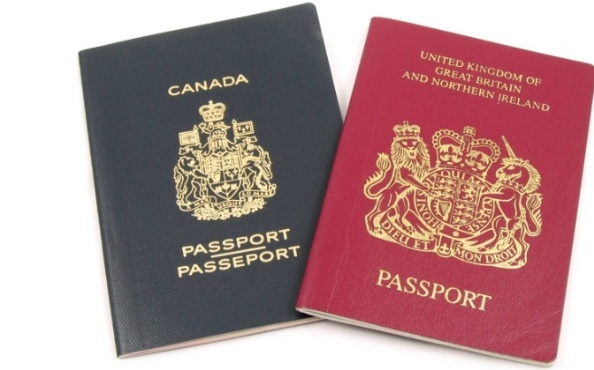 CANADA
PASSPORT
PASSEPORT
UNITED KINGDOM OF
GREAT BRITAIN
AND NORTHERN IRELAND
DIEU ET MON DROIT
PASSPORT